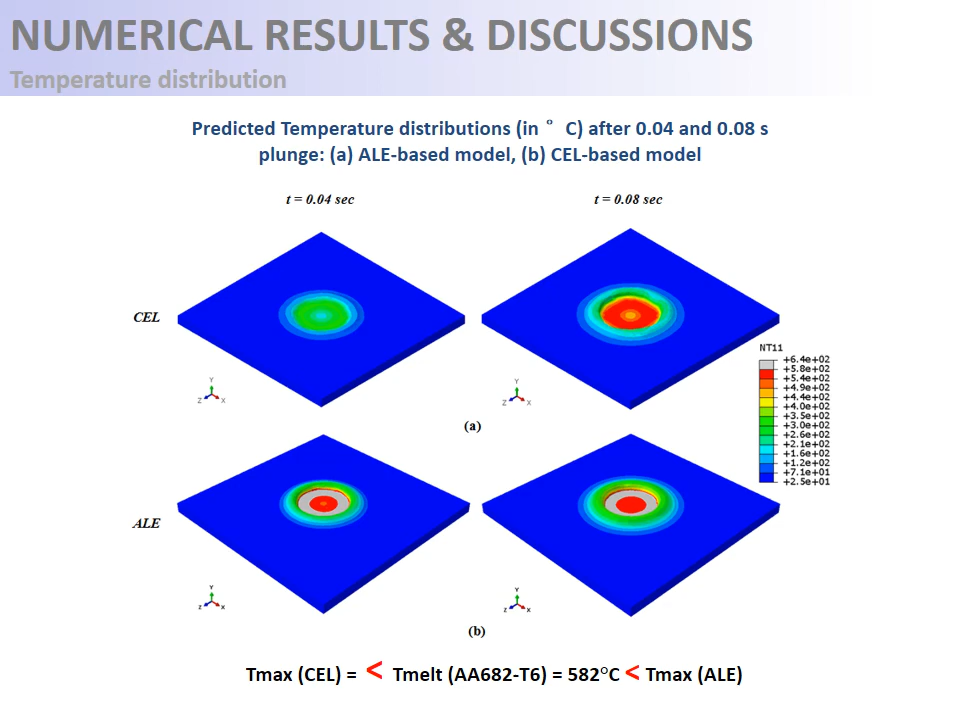 NUMERICAL RESULTS & DISCUSSIONS
Temperature distribution
Predicted Temperature distributions (in ° C) after 0.04 and 0.08 s
plunge: (a) ALE-based model, (b) CEL-based model
t = 0.04 sec
t = 0.08 sec
CEL
Y
Z X
Y
Z X
NT11
+6.4e+02
+5.8e+02
+5.4e+02
+4.9e+02
+4.4e+02
+4.0e+02
+3.5e+02
+3.0e+02
+2.6e+02
+2.1e+02
+1.6e+02
+1.2e+02
+7.1e+01
+2.5e+01
(a)
ALE
Y
Z X
Y
Z X
(b)
Tmax (CEL) = < Tmelt (AA682-T6) = 582°C < Tmax (ALE)